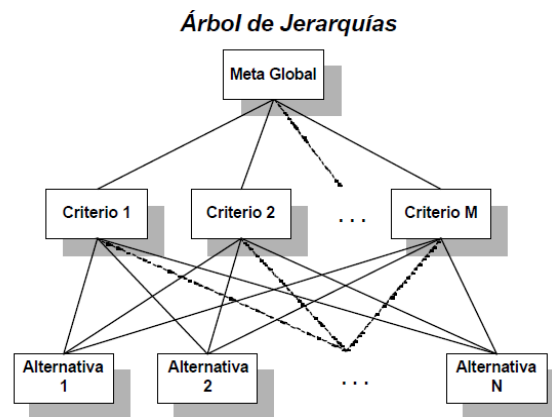 Árbol de Jerarquías
Meta Global
Criterio 1
Criterio 2
. . .
Criterio M
Alternativa
1
Alternativa
2
. . .
Alternativa
N